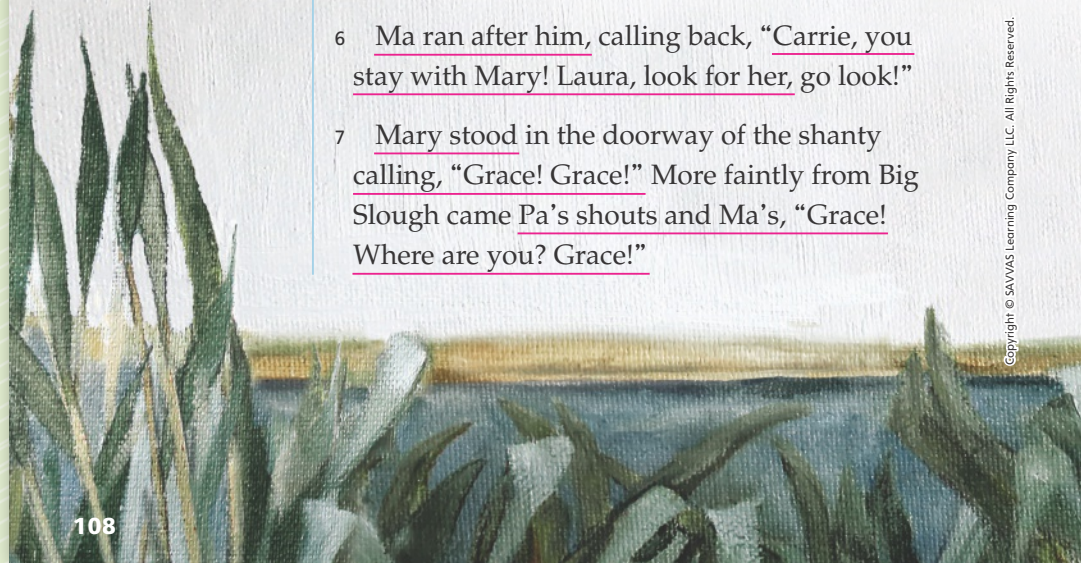 6 Ma ran after him, calling back, “Carrie, you
stay with Mary! Laura, look for her, go look!”
7 Mary stood in the doorway of the shanty
calling, “Grace! Grace!” More faintly from Big
Slough came Pa’s shouts and Ma’s, “Grace!
Where are you? Grace!”
Copyright © SAVVAS Learning Company LLC. All Rights Reserved.
108